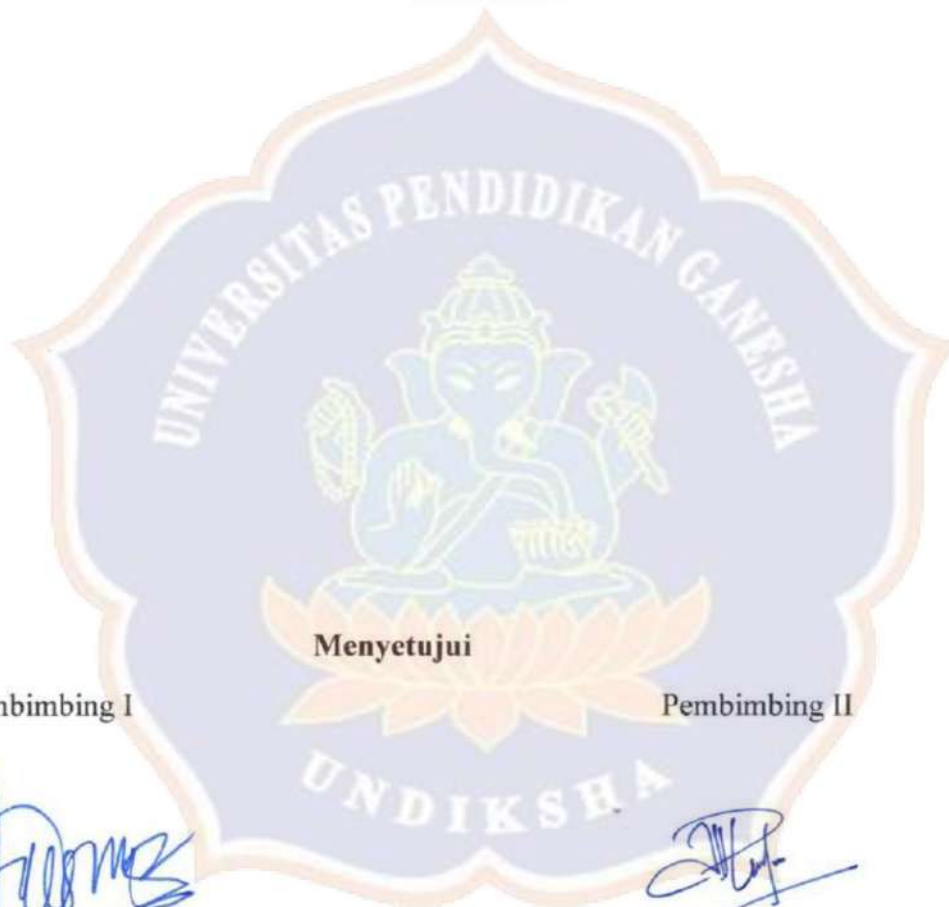 UNIVERSITAS PENDIDIKAN GANESHA
Menyetujui
mbimbing I
Pembimbing II
UNDIKSHA